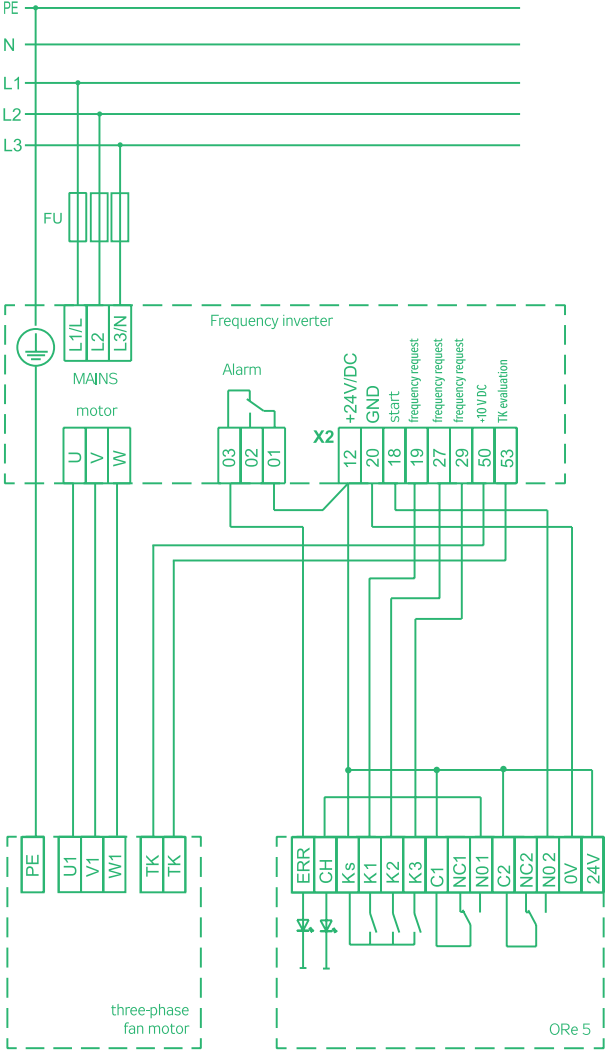 PE
N
L1
L2
L3
FU
Frequency inverter
L1/L
L2
L3/N
MAINS
motor
U
V
W
Alarm
03
02
01
X2
+24V/DC
GND
start
frequency request
frequency request
frequency request
+10 V DC
TK evaluation
12
20
18
19
27
29
50
53
PE
U1
V1
W1
TK
TK
three-phase
fan motor
ERR
CH
Ks
K1
K2
K3
C1
NC1
N0 1
C2
NC2
N0 2
0V
24V
ORe 5